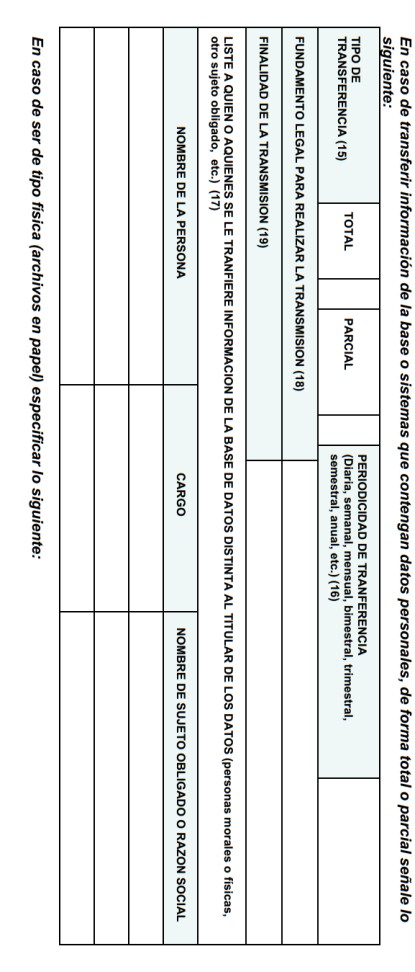 En caso de transferir información de la base o sistemas que contengan datos personales, de forma total o parcial señale lo
siguiente:
TIPO DE
TRANSFERENCIA (15)
TOTAL
PARCIAL
PERIODICIDAD DE TRANFERENCIA
(Diaria, semanal, mensual, bimestral, trimestral,
semestral, anual, etc.) (16)
FUNDAMENTO LEGAL PARA REALIZAR LA TRANSMISION (18)
FINALIDAD DE LA TRANSMISION (19)
LISTE A QUIEN O AQUIENES SE LE TRANFIERE INFORMACION DE LA BASE DE DATOS DISTINTA AL TITULAR DE LOS DATOS (personas morales o físicas,
otro sujeto obligado, etc.) (17)
NOMBRE DE LA PERSONA
CARGO
NOMBRE DE SUJETO OBLIGADO O RAZON SOCIAL
En caso de ser de tipo física (archivos en papel) especificar lo siguiente: